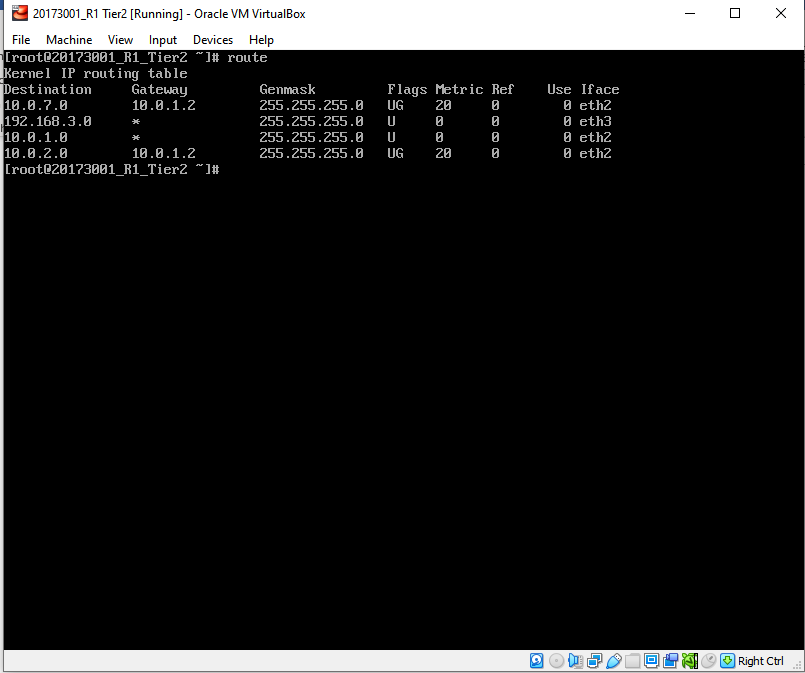 20173001_R1 Tier2 [Running] - Oracle VM VirtualBox
File Machine View Input Devices Help
[root@20173001_R1_Tier2 ~]# route
Kernel IP routing table
Destination Gateway Genmask Flags Metric Ref Use Iface
10.0.7.0 10.0.1.2 255.255.255.0 UG 20 0 0 eth2
192.168.3.0 * 255.255.255.0 U 0 0 0 eth3
10.0.1.0 * 255.255.255.0 U 0 0 0 eth2
10.0.2.0 10.0.1.2 255.255.255.0 UG 20 0 0 eth2
[root@20173001_R1_Tier2 ~]#
Right Ctrl